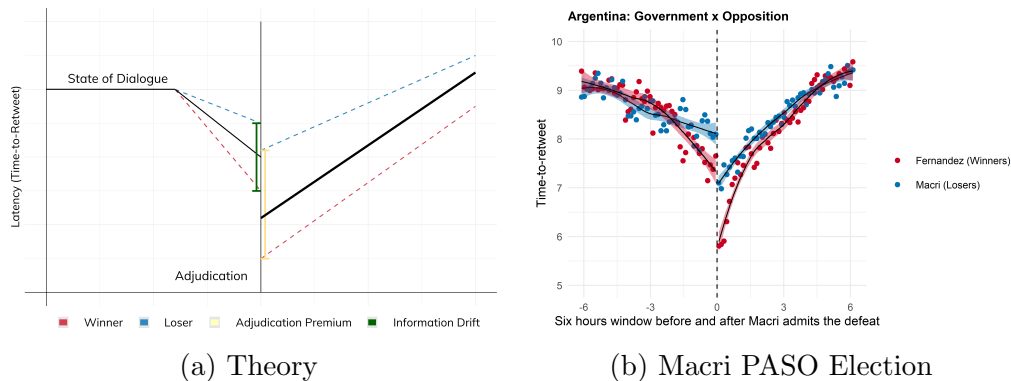 Latency (Time-to-Retweet)
State of Dialogue
Adjudication
Winner
Loser
Adjudication Premium
Information Drift
(a) Theory
Argentina: Government x Opposition
Time-to-retweet
10
9
8
7
6
5
-6
-3
0
3
6
Six hours window before and after Macri admits the defeat
Fernandez (Winners)
Macri (Losers)
(b) Macri PASO Election